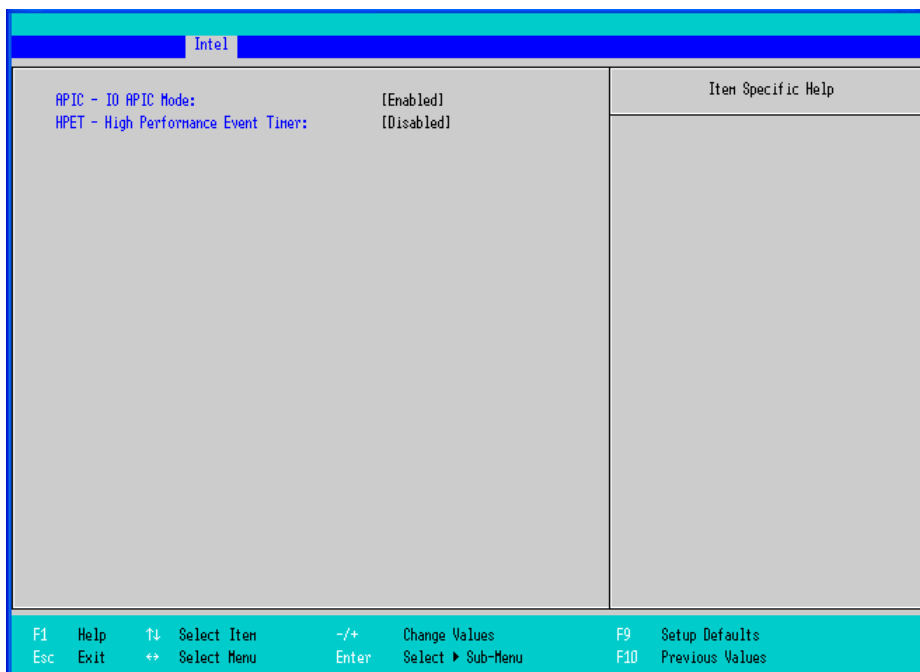 Intel
APIC - IO APIC Mode: [Enabled]
HPET - High Performance Event Timer: [Disabled]
Item Specific Help
F1 Help ↑↓ Select Item -/+ Change Values F9 Setup Defaults
Esc Exit ↔ Select Menu Enter Select ▶ Sub-Menu F10 Previous Values